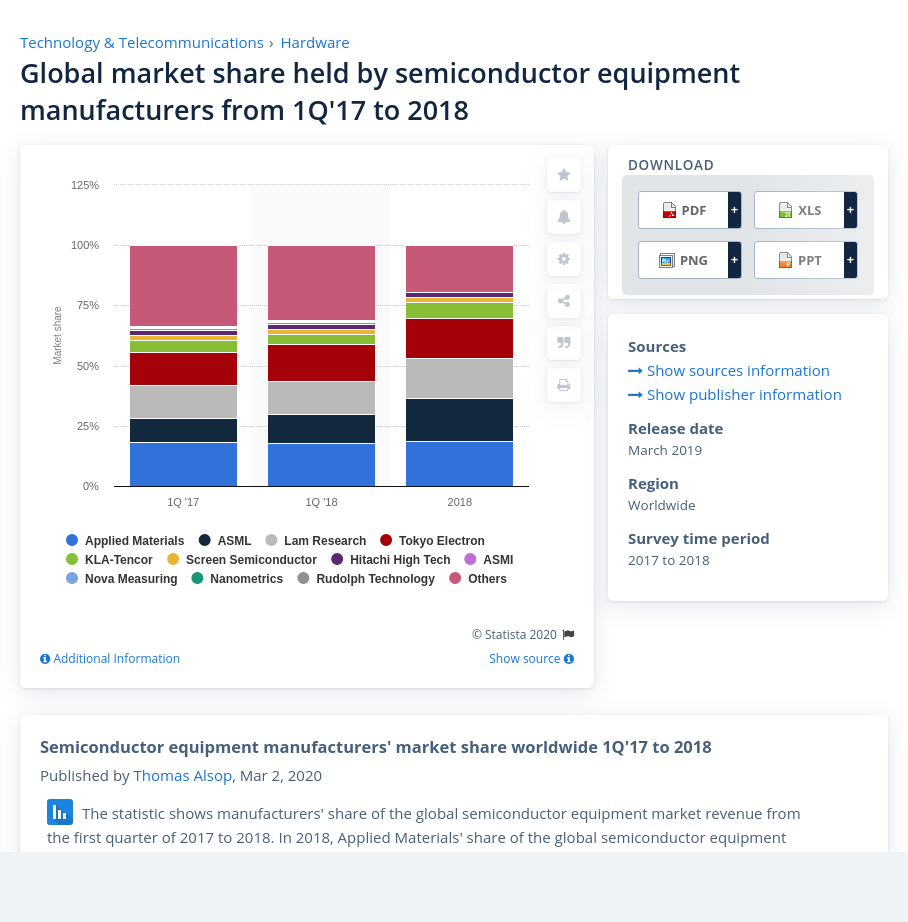 Technology & Telecommunications › Hardware
Global market share held by semiconductor equipment
manufacturers from 1Q'17 to 2018
125%
100%
75%
50%
25%
0%
Market share
1Q '17
1Q '18
2018
Applied Materials
ASML
Lam Research
Tokyo Electron
KLA-Tencor
Screen Semiconductor
Hitachi High Tech
ASMI
Nova Measuring
Nanometrics
Rudolph Technology
Others
© Statista 2020
Additional Information
Show source
DOWNLOAD
PDF +
XLS +
PNG +
PPT +
Sources
Show sources information
Show publisher information
Release date
March 2019
Region
Worldwide
Survey time period
2017 to 2018
Semiconductor equipment manufacturers' market share worldwide 1Q'17 to 2018
Published by Thomas Alsop, Mar 2, 2020
The statistic shows manufacturers' share of the global semiconductor equipment market revenue from
the first quarter of 2017 to 2018. In 2018, Applied Materials' share of the global semiconductor equipment